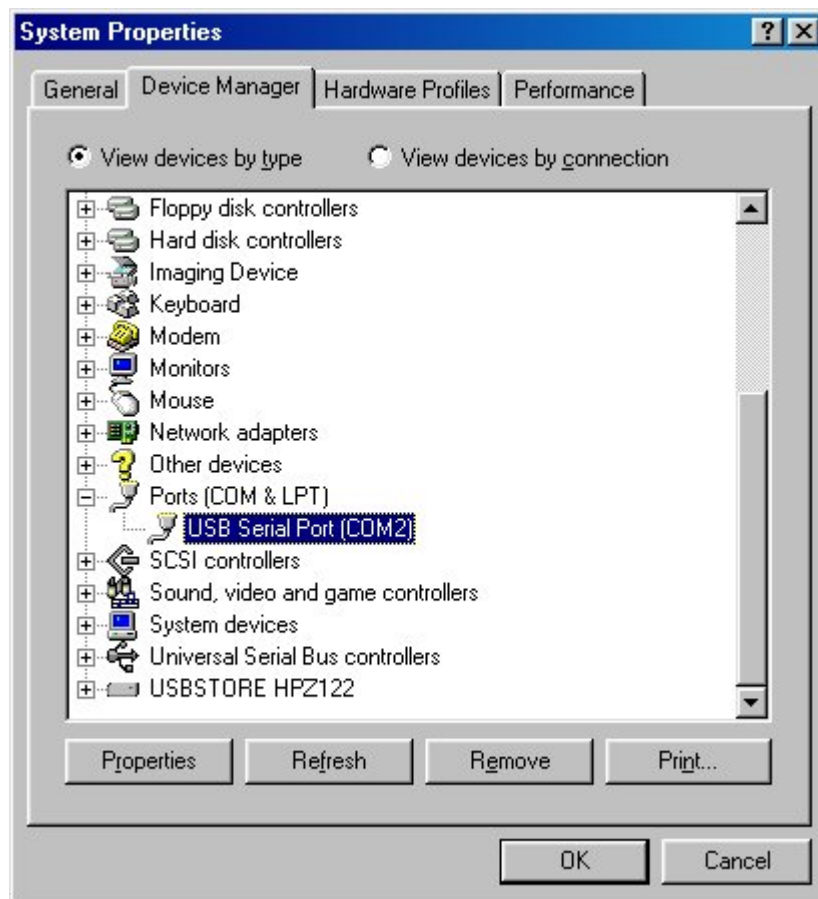 System Properties
General Device Manager Hardware Profiles Performance
View devices by type View devices by connection
Floppy disk controllers
Hard disk controllers
Imaging Device
Keyboard
Modem
Monitors
Mouse
Network adapters
Other devices
Ports (COM & LPT)
USB Serial Port (COM2)
SCSI controllers
Sound, video and game controllers
System devices
Universal Serial Bus controllers
USBSTORE HPZ122
Properties Refresh Remove Print...
OK Cancel